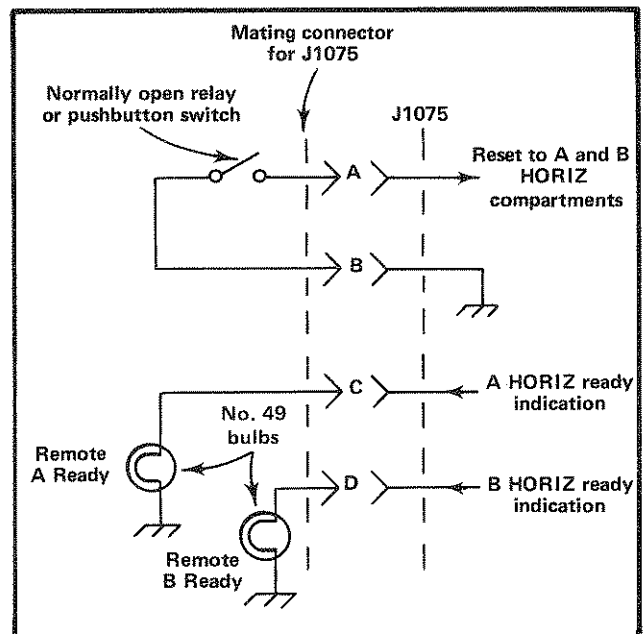 Mating connector
for J1075
Normally open relay
or pushbutton switch
J1075
A
Reset to A and B
HORIZ
compartments
B
C
A HORIZ ready
indication
No. 49
bulbs
Remote
A Ready
D
B HORIZ ready
indication
Remote
B Ready